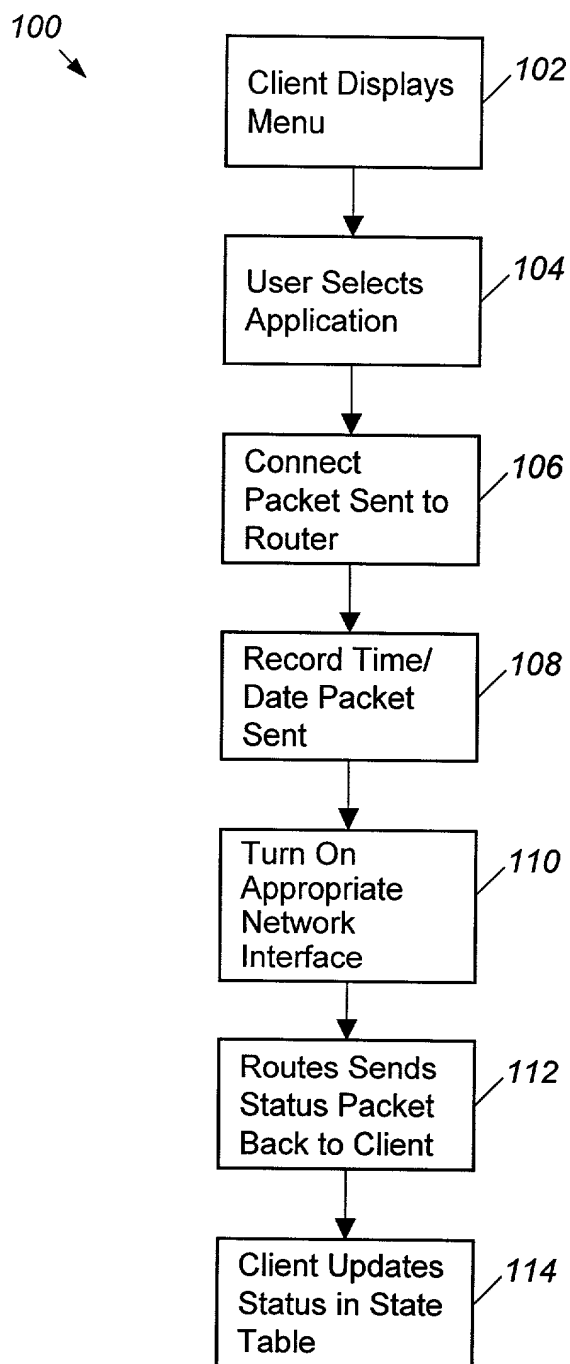 100
Client Displays
Menu
102
User Selects
Application
104
Connect
Packet Sent to
Router
106
Record Time/
Date Packet
Sent
108
Turn On
Appropriate
Network
Interface
110
Routes Sends
Status Packet
Back to Client
112
Client Updates
Status in State
Table
114